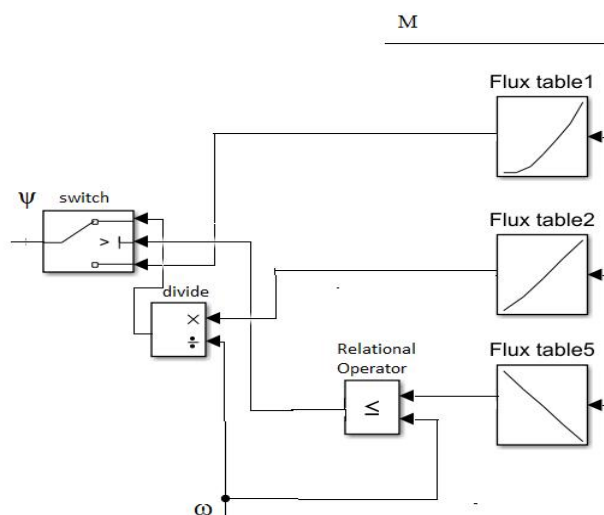 M
Flux table1
ψ
switch
>
Flux table2
divide
×
÷
Relational
Operator
≤
Flux table5
ω